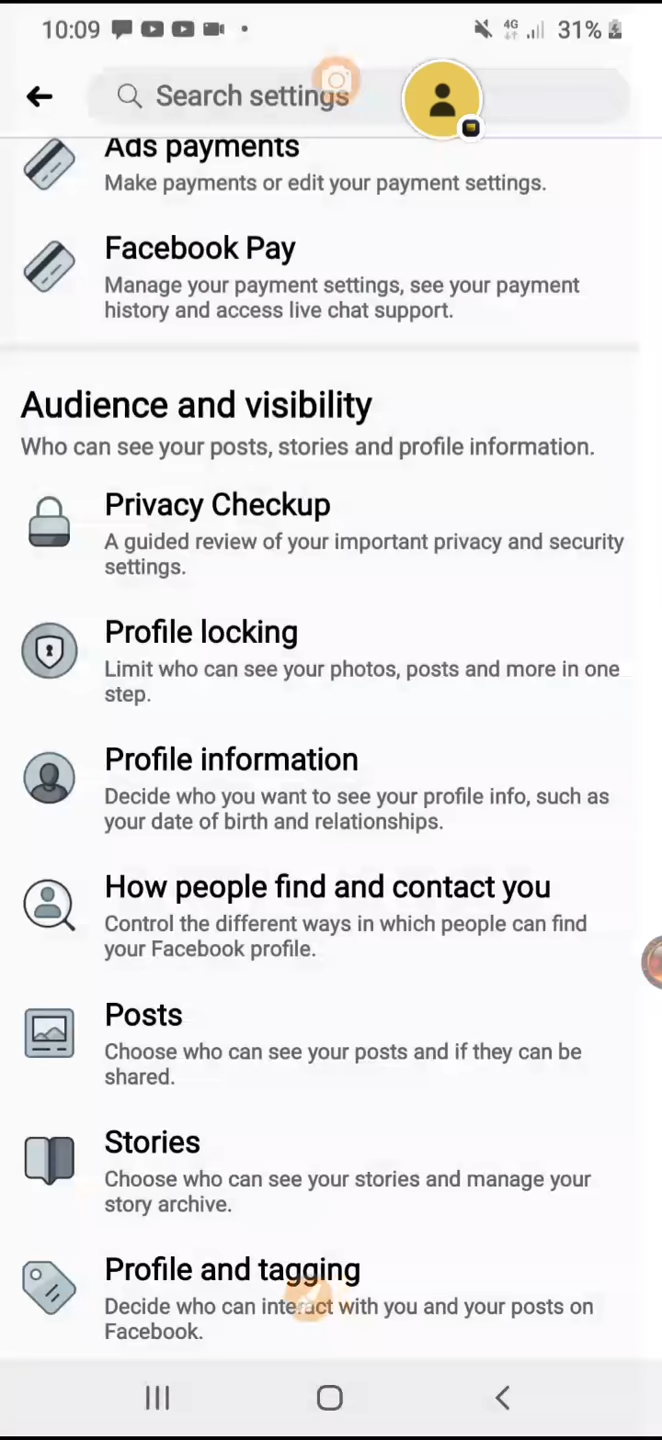 10:09
4G
31%
Search settings
Ads payments
Make payments or edit your payment settings.
Facebook Pay
Manage your payment settings, see your payment
history and access live chat support.
Audience and visibility
Who can see your posts, stories and profile information.
Privacy Checkup
A guided review of your important privacy and security
settings.
Profile locking
Limit who can see your photos, posts and more in one
step.
Profile information
Decide who you want to see your profile info, such as
your date of birth and relationships.
How people find and contact you
Control the different ways in which people can find
your Facebook profile.
Posts
Choose who can see your posts and if they can be
shared.
Stories
Choose who can see your stories and manage your
story archive.
Profile and tagging
Decide who can interact with you and your posts on
Facebook.